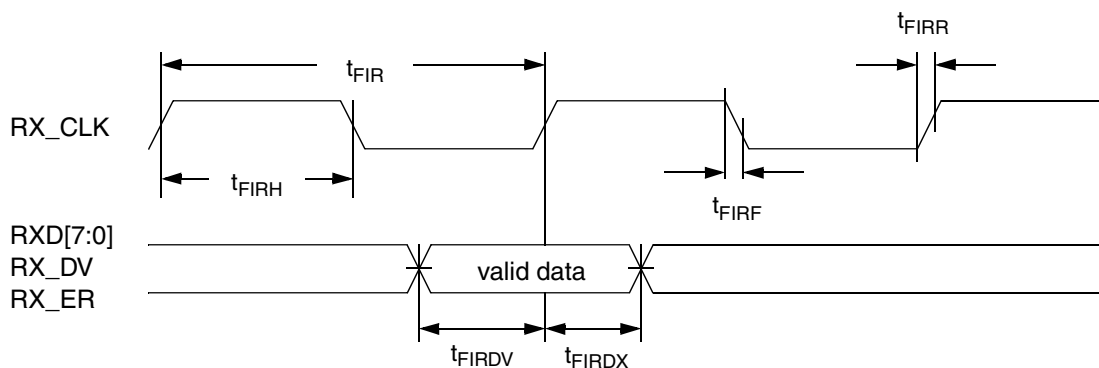 tFIRR
tFIR
RX_CLK
tFIRH
tFIRF
RXD[7:0]
RX_DV
valid data
RX_ER
tFIRDV
tFIRDX